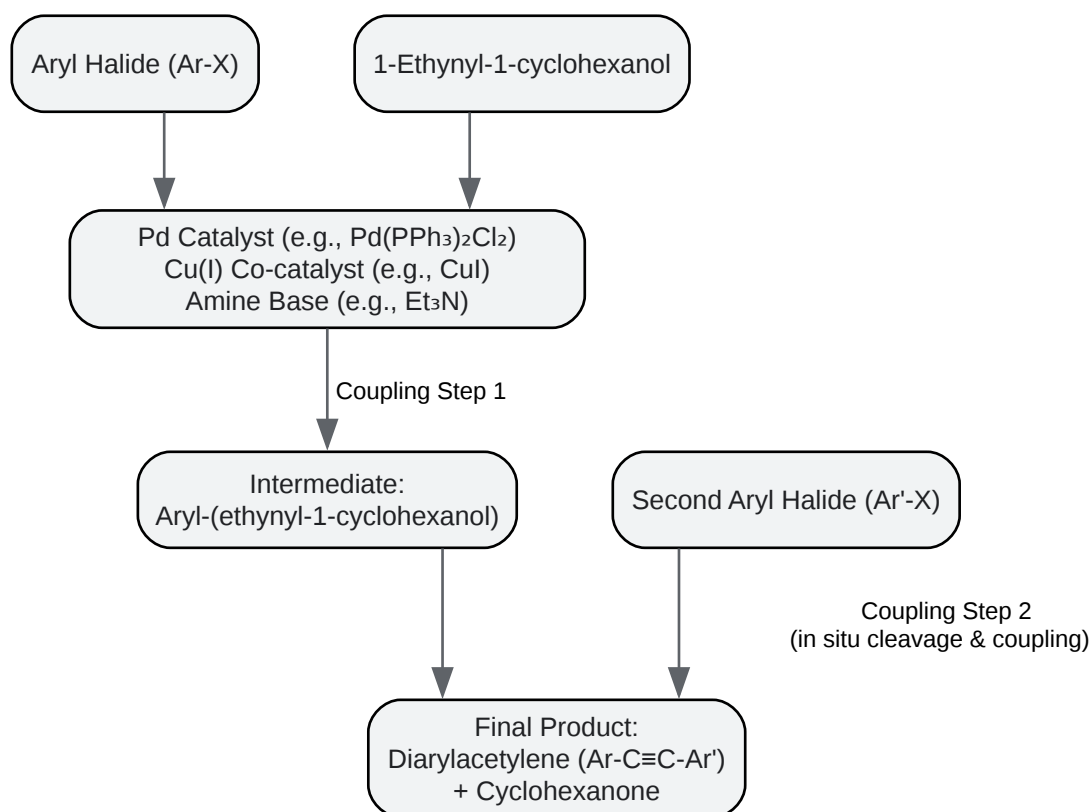 Aryl Halide (Ar-X)
1-Ethynyl-1-cyclohexanol
Pd Catalyst (e.g., Pd(PPh₃)₂Cl₂)
Cu(I) Co-catalyst (e.g., CuI)
Amine Base (e.g., Et₃N)
Coupling Step 1
Intermediate:
Aryl-(ethynyl-1-cyclohexanol)
Second Aryl Halide (Ar'-X)
Coupling Step 2
(in situ cleavage & coupling)
Final Product:
Diarylacetylene (Ar-C≡C-Ar')
+ Cyclohexanone